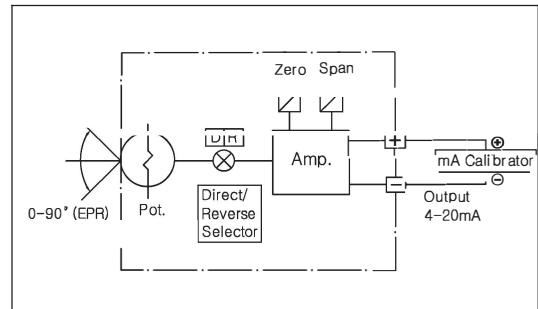 Zero Span
D R
Amp.
+
⊕
mA Calibrator
−
⊖
0-90° (EPR)
Pot.
Direct/
Reverse
Selector
Output
4-20mA